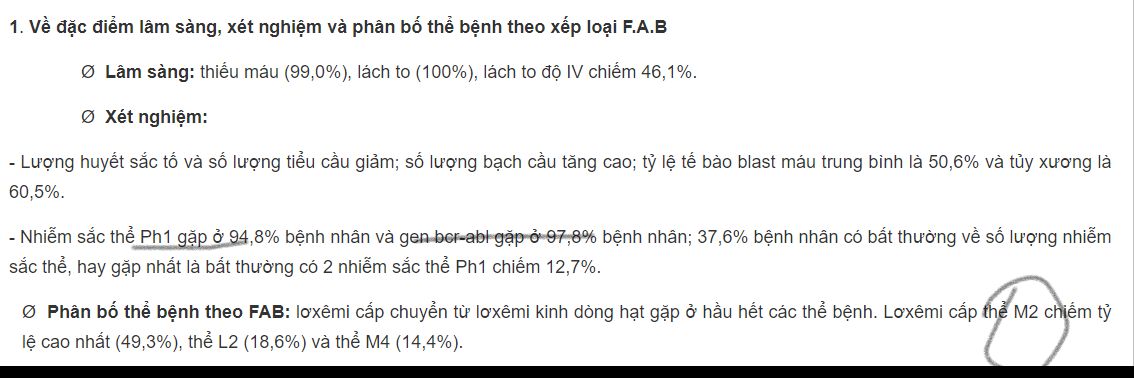 1. Về đặc điểm lâm sàng, xét nghiệm và phân bố thể bệnh theo xếp loại F.A.B
Ø Lâm sàng: thiếu máu (99,0%), lách to (100%), lách to độ IV chiếm 46,1%.
Ø Xét nghiệm:
- Lượng huyết sắc tố và số lượng tiểu cầu giảm; số lượng bạch cầu tăng cao; tỷ lệ tế bào blast máu trung bình là 50,6% và tủy xương là
60,5%.
- Nhiễm sắc thể Ph1 gặp ở 94,8% bệnh nhân và gen bcr-abl gặp ở 97,8% bệnh nhân; 37,6% bệnh nhân có bất thường về số lượng nhiễm
sắc thể, hay gặp nhất là bất thường có 2 nhiễm sắc thể Ph1 chiếm 12,7%.
Ø Phân bố thể bệnh theo FAB: lơxêmi cấp chuyển từ lơxêmi kinh dòng hạt gặp ở hầu hết các thể bệnh. Lơxêmi cấp thể M2 chiếm tỷ
lệ cao nhất (49,3%), thể L2 (18,6%) và thể M4 (14,4%).